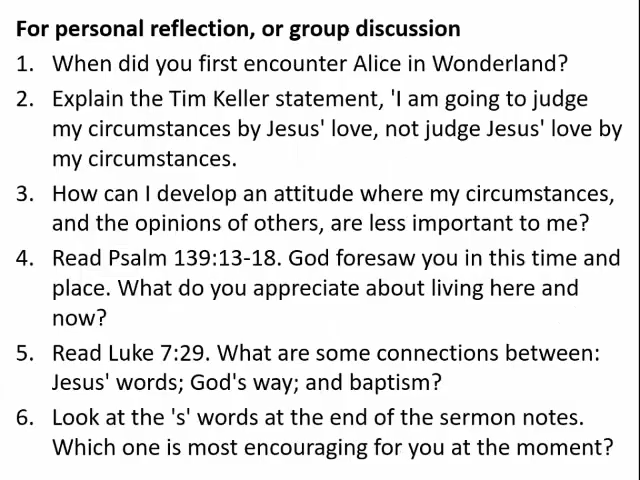 For personal reflection, or group discussion
1. When did you first encounter Alice in Wonderland?
2. Explain the Tim Keller statement, 'I am going to judge
my circumstances by Jesus' love, not judge Jesus' love by
my circumstances.
3. How can I develop an attitude where my circumstances,
and the opinions of others, are less important to me?
4. Read Psalm 139:13-18. God foresaw you in this time and
place. What do you appreciate about living here and
now?
5. Read Luke 7:29. What are some connections between:
Jesus' words; God's way; and baptism?
6. Look at the 's' words at the end of the sermon notes.
Which one is most encouraging for you at the moment?